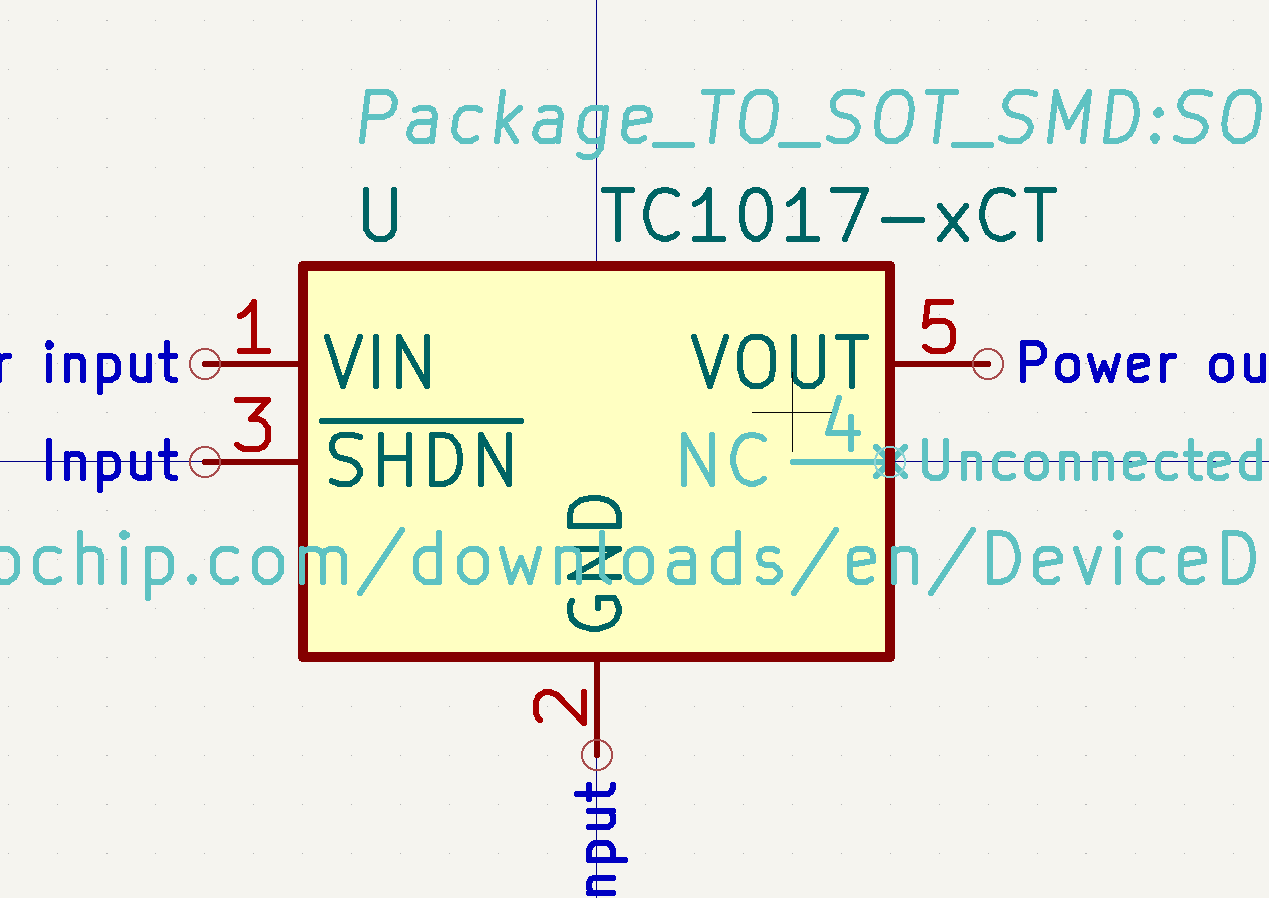 Package_TO_SOT_SMD:SO
U TC1017-xCT
1 5
r input VIN VOUT Power ou
3 4
Input SHDN NC Unconnected
ochip.com/downloads/en/DeviceD
GND
2
nput